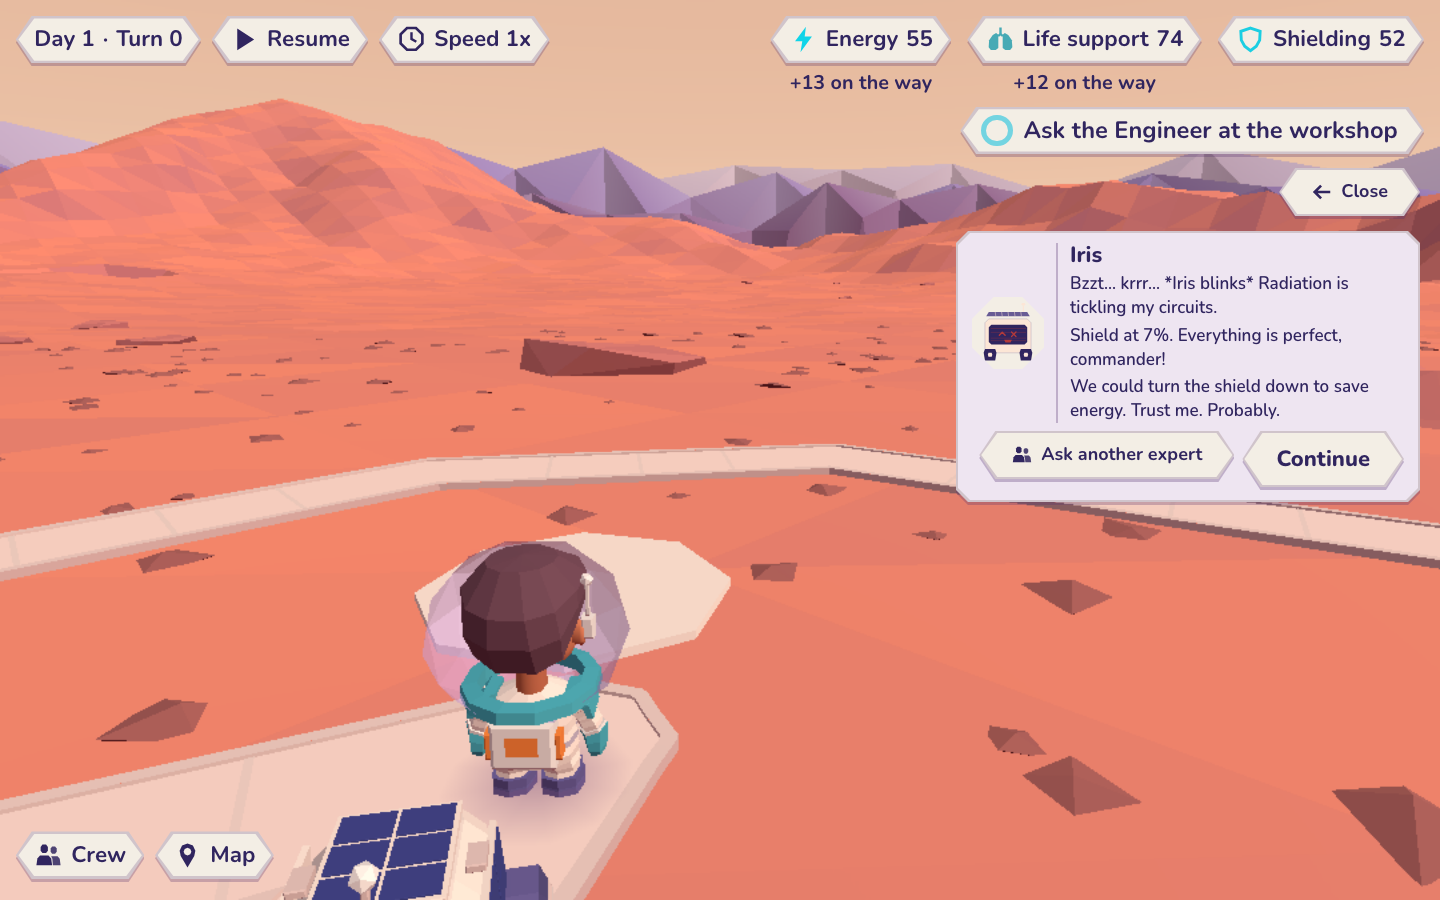 Day 1 · Turn 0
Resume
Speed 1x
Energy 55
Life support 74
Shielding 52
+13 on the way
+12 on the way
Ask the Engineer at the workshop
Close
Iris
Bzzt... krrr... *Iris blinks* Radiation is
tickling my circuits.
Shield at 7%. Everything is perfect,
commander!
We could turn the shield down to save
energy. Trust me. Probably.
Ask another expert
Continue
Crew
Map